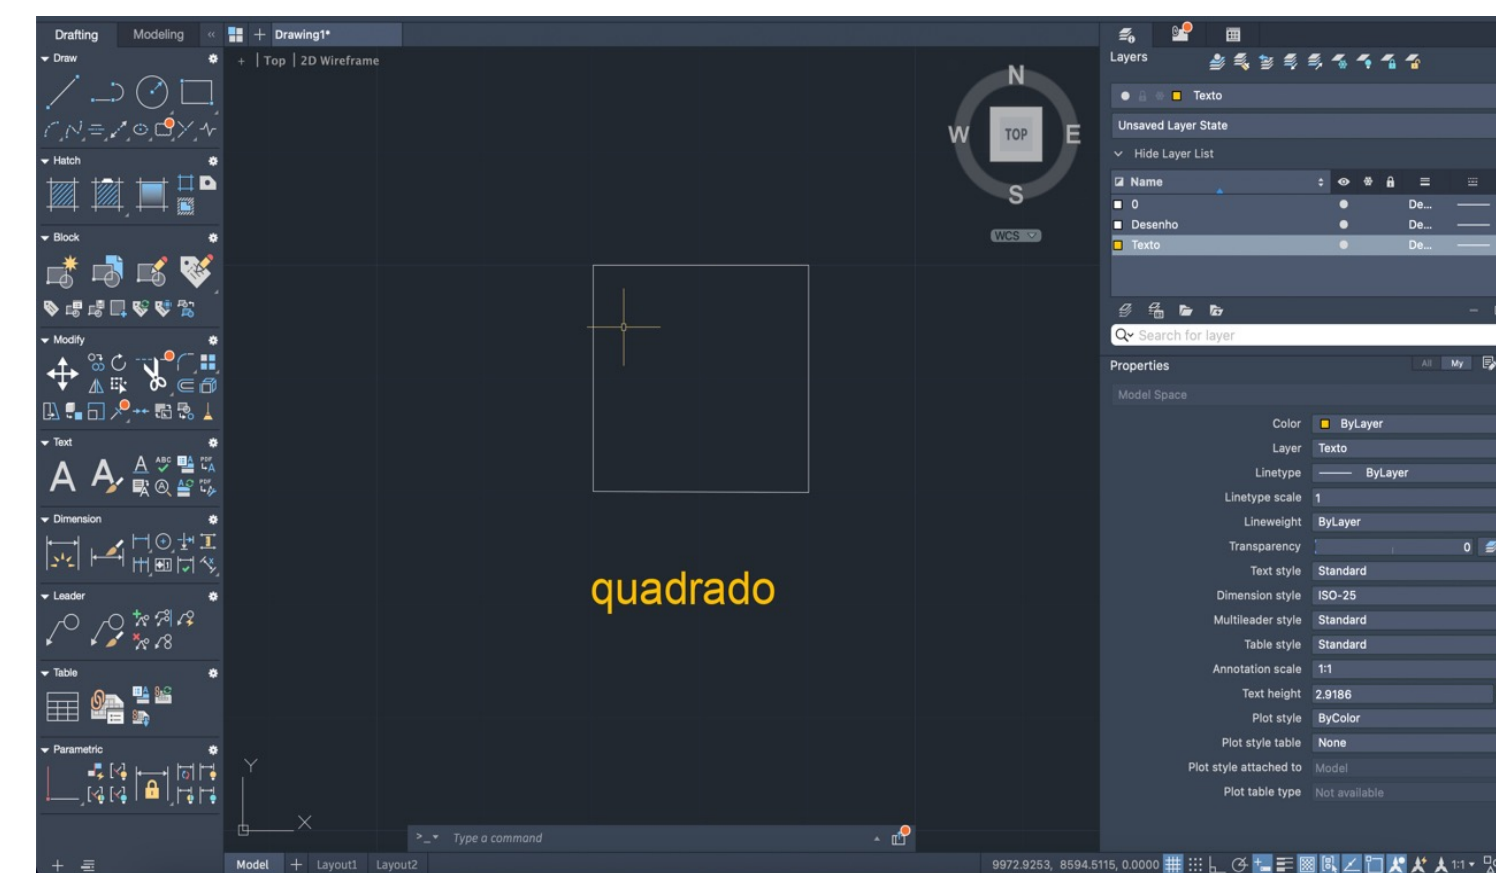 Drafting Modeling « + Drawing1*
Draw
Hatch
Block
Modify
Text
A A A ABC A PDF A
Dimension
Leader
Table
Parametric
+ | Top | 2D Wireframe
N
W TOP E
S
WCS
quadrado
Y
X
>_ Type a command
Model + Layout1 Layout2
9972.9253, 8594.5115, 0.0000 1:1
Layers
Texto
Unsaved Layer State
Hide Layer List
Name
0 De...
Desenho De...
Texto De...
Search for layer
Properties All My
Model Space
Color ByLayer
Layer Texto
Linetype ByLayer
Linetype scale 1
Lineweight ByLayer
Transparency 0
Text style Standard
Dimension style ISO-25
Multileader style Standard
Table style Standard
Annotation scale 1:1
Text height 2.9186
Plot style ByColor
Plot style table None
Plot style attached to Model
Plot table type Not available